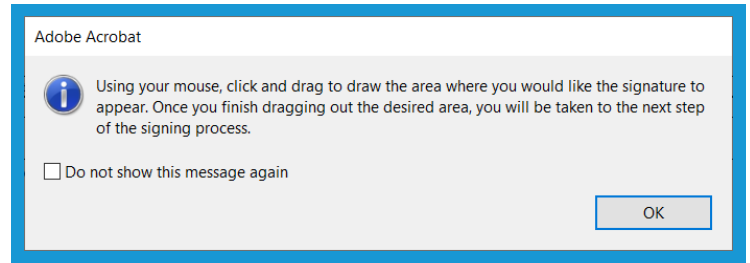 Adobe Acrobat
Using your mouse, click and drag to draw the area where you would like the signature to
appear. Once you finish dragging out the desired area, you will be taken to the next step
of the signing process.
Do not show this message again
OK